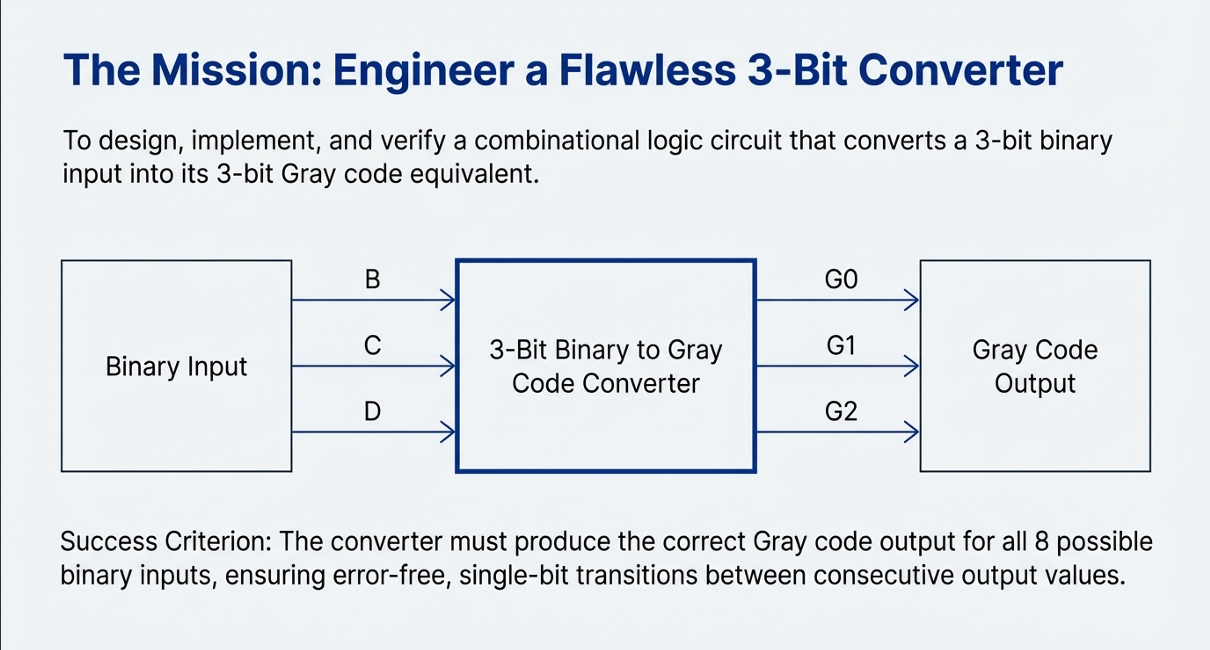 The Mission: Engineer a Flawless 3-Bit Converter
To design, implement, and verify a combinational logic circuit that converts a 3-bit binary
input into its 3-bit Gray code equivalent.
Binary Input
B
C
D
3-Bit Binary to Gray
Code Converter
G0
G1
G2
Gray Code
Output
Success Criterion: The converter must produce the correct Gray code output for all 8 possible
binary inputs, ensuring error-free, single-bit transitions between consecutive output values.